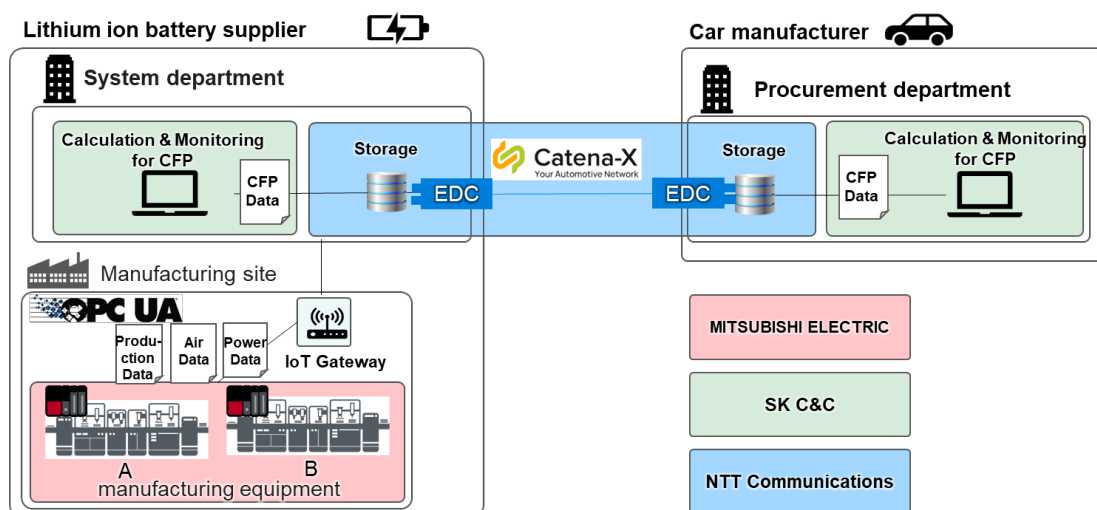 Lithium ion battery supplier
Car manufacturer
System department
Procurement department
Calculation & Monitoring
for CFP
CFP
Data
Storage
EDC
Catena-X
Your Automotive Network
EDC
Storage
CFP
Data
Calculation & Monitoring
for CFP
Manufacturing site
OPC UA
Produ-
ction
Data
Air
Data
Power
Data
IoT Gateway
A
B
manufacturing equipment
MITSUBISHI ELECTRIC
SK C&C
NTT Communications